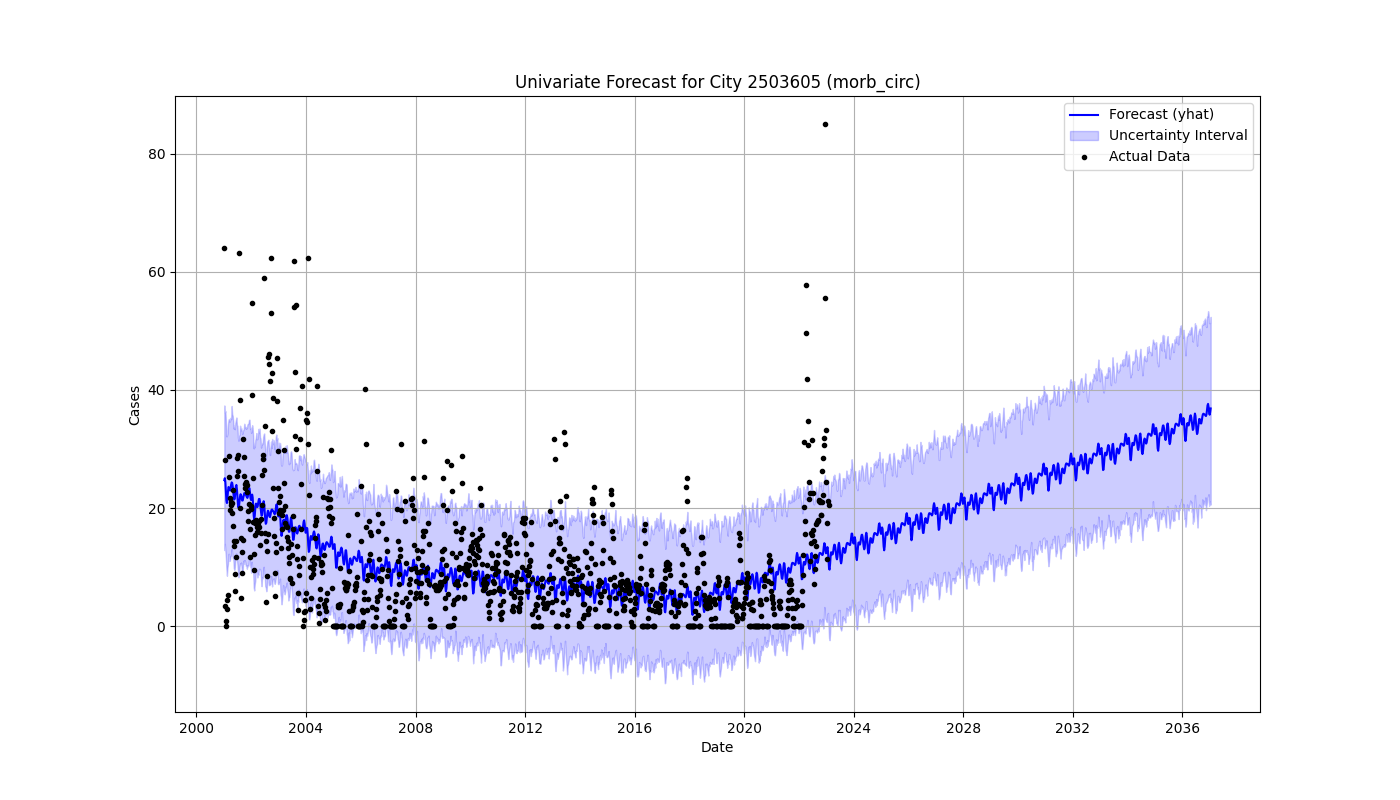 Univariate Forecast for City 2503605 (morb_circ)
Forecast (yhat)
Uncertainty Interval
Actual Data
Cases
80
60
40
20
0
2000 2004 2008 2012 2016 2020 2024 2028 2032 2036
Date